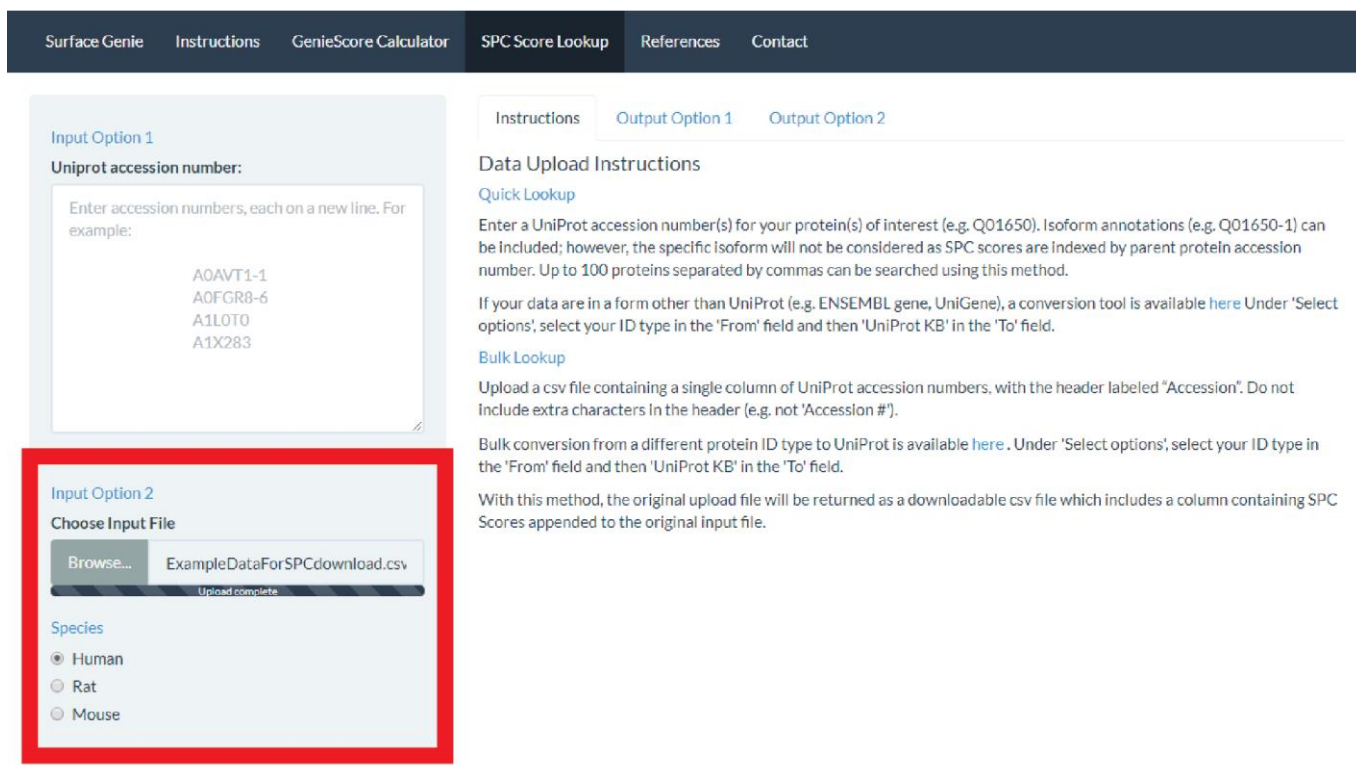 Surface Genie Instructions GenieScore Calculator SPC Score Lookup References Contact
Input Option 1
Uniprot accession number:
Enter accession numbers, each on a new line. For
example:
A0AVT1-1
A0FGR8-6
A1L0T0
A1X283
Input Option 2
Choose Input File
Browse... ExampleDataForSPCdownload.csv
Upload complete
Species
Human
Rat
Mouse
Instructions Output Option 1 Output Option 2
Data Upload Instructions
Quick Lookup
Enter a UniProt accession number(s) for your protein(s) of interest (e.g. Q01650). Isoform annotations (e.g. Q01650-1) can
be included; however, the specific isoform will not be considered as SPC scores are indexed by parent protein accession
number. Up to 100 proteins separated by commas can be searched using this method.
If your data are in a form other than UniProt (e.g. ENSEMBL gene, UniGene), a conversion tool is available here Under 'Select
options', select your ID type in the 'From' field and then 'UniProt KB' in the 'To' field.
Bulk Lookup
Upload a csv file containing a single column of UniProt accession numbers, with the header labeled “Accession”. Do not
include extra characters in the header (e.g. not 'Accession #').
Bulk conversion from a different protein ID type to UniProt is available here . Under 'Select options', select your ID type in
the 'From' field and then 'UniProt KB' in the 'To' field.
With this method, the original upload file will be returned as a downloadable csv file which includes a column containing SPC
Scores appended to the original input file.